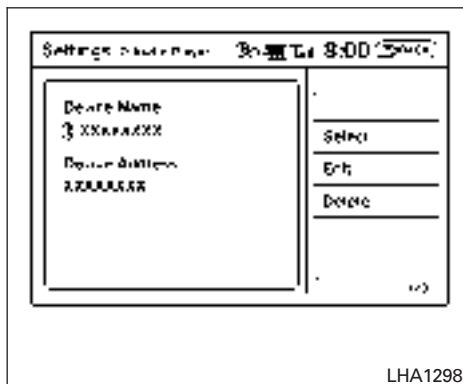 Settings 8:00
Device Name
XXXXXXXX
Select
Device Address
Edit
XXXXXXXX
Delete
LHA1298